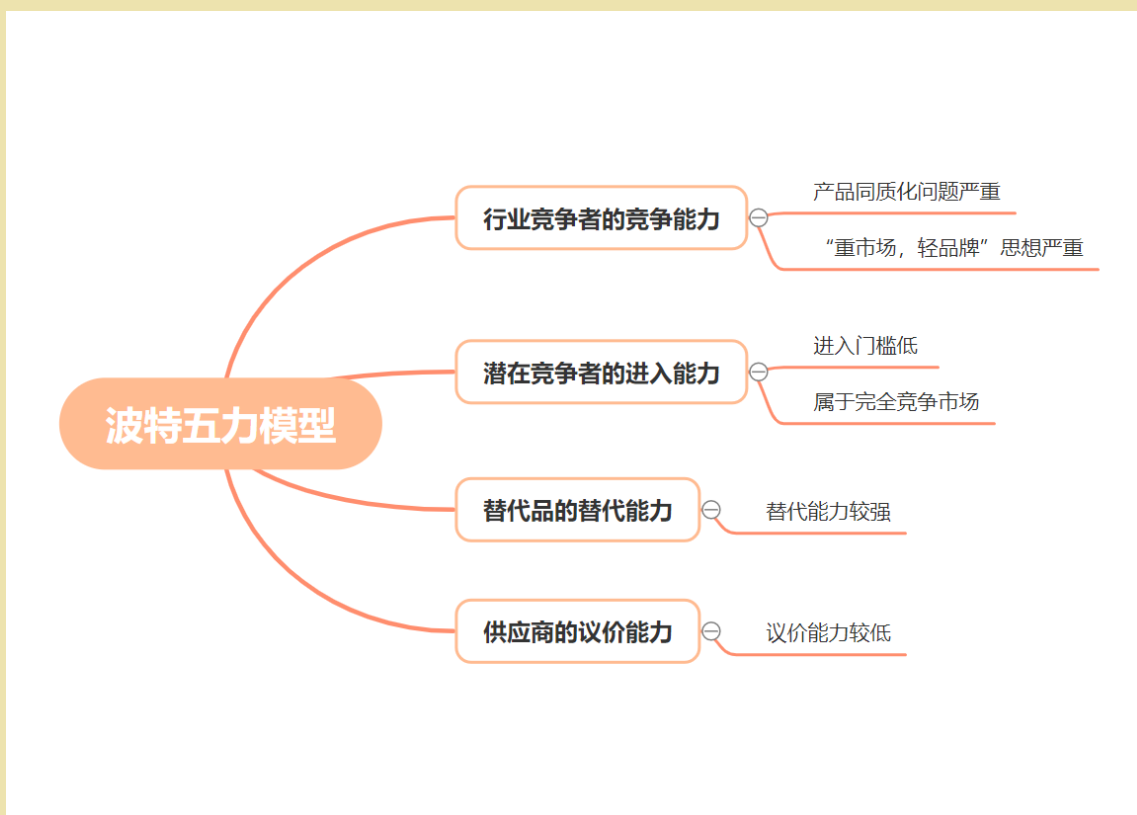 波特五力模型
行业竞争者的竞争能力
产品同质化问题严重
“重市场，轻品牌”思想严重
潜在竞争者的进入能力
进入门槛低
属于完全竞争市场
替代品的替代能力
替代能力较强
供应商的议价能力
议价能力较低